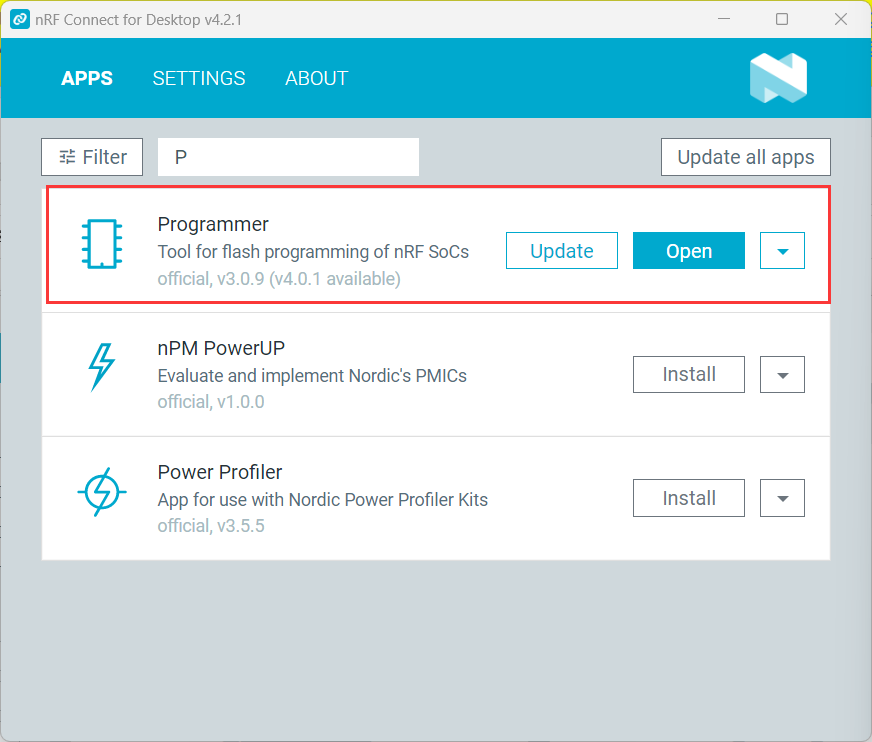 nRF Connect for Desktop v4.2.1
APPS SETTINGS ABOUT
Filter P Update all apps
Programmer
Tool for flash programming of nRF SoCs
official, v3.0.9 (v4.0.1 available)
Update Open
nPM PowerUP
Evaluate and implement Nordic's PMICs
official, v1.0.0
Install
Power Profiler
App for use with Nordic Power Profiler Kits
official, v3.5.5
Install